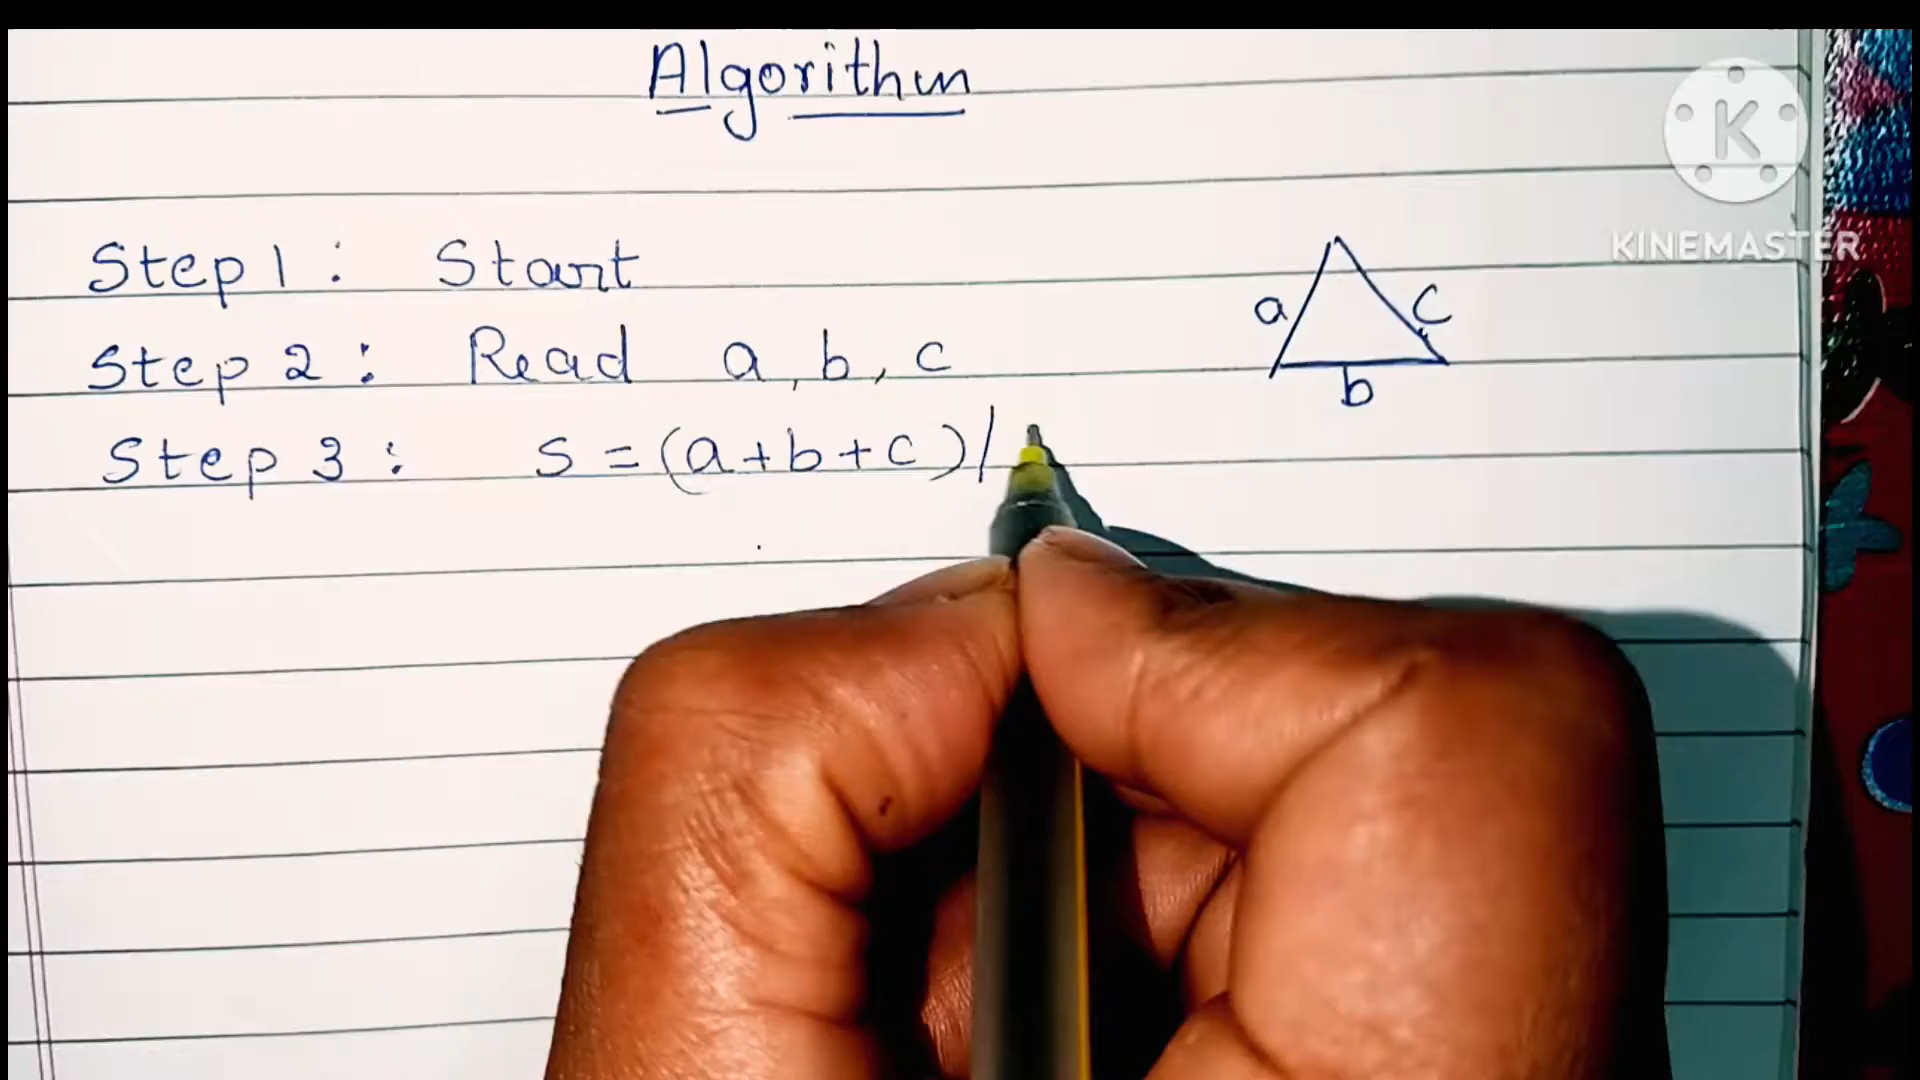 Algorithm
K
KINEMASTER
Step 1 : Start
Step 2 : Read a, b, c
Step 3 : s = (a+b+c)/
a
c
b